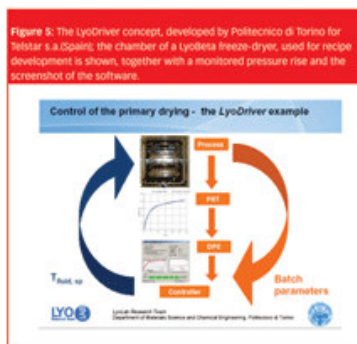 Figure 5: The LyoDriver concept, developed by Politecnico di Torino for
Telstar s.a.(Spain); the chamber of a LyoBeta freeze-dryer, used for recipe
development is shown, together with a monitored pressure rise and the
screenshot of the software.
Control of the primary drying - the LyoDriver example
Process
PRT
DPE
Controller
T fluid, sp
Batch
parameters
LYO
LyoLab Research Team
Department of Materials Science and Chemical Engineering, Politecnico di Torino